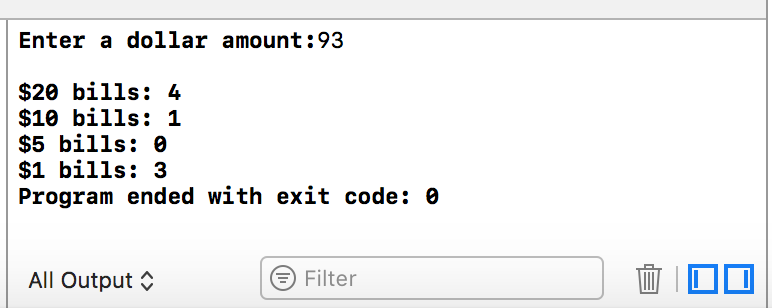 Enter a dollar amount:93
$20 bills: 4
$10 bills: 1
$5 bills: 0
$1 bills: 3
Program ended with exit code: 0
All Output
Filter